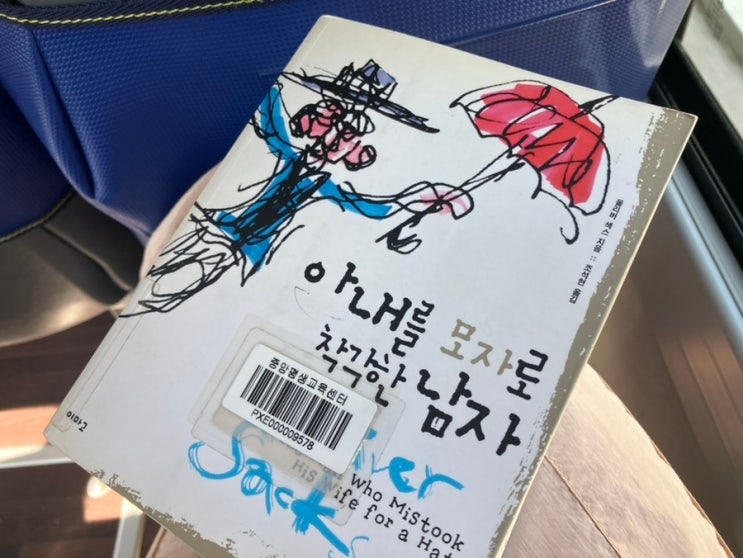 올리버 색스 지음 :: 조석현 옮김
아내를 모자로
착각한 남자
중앙평생교육센터
PXE000009578
Sacks
Who Mistook
His Wife for a Hat
이마고